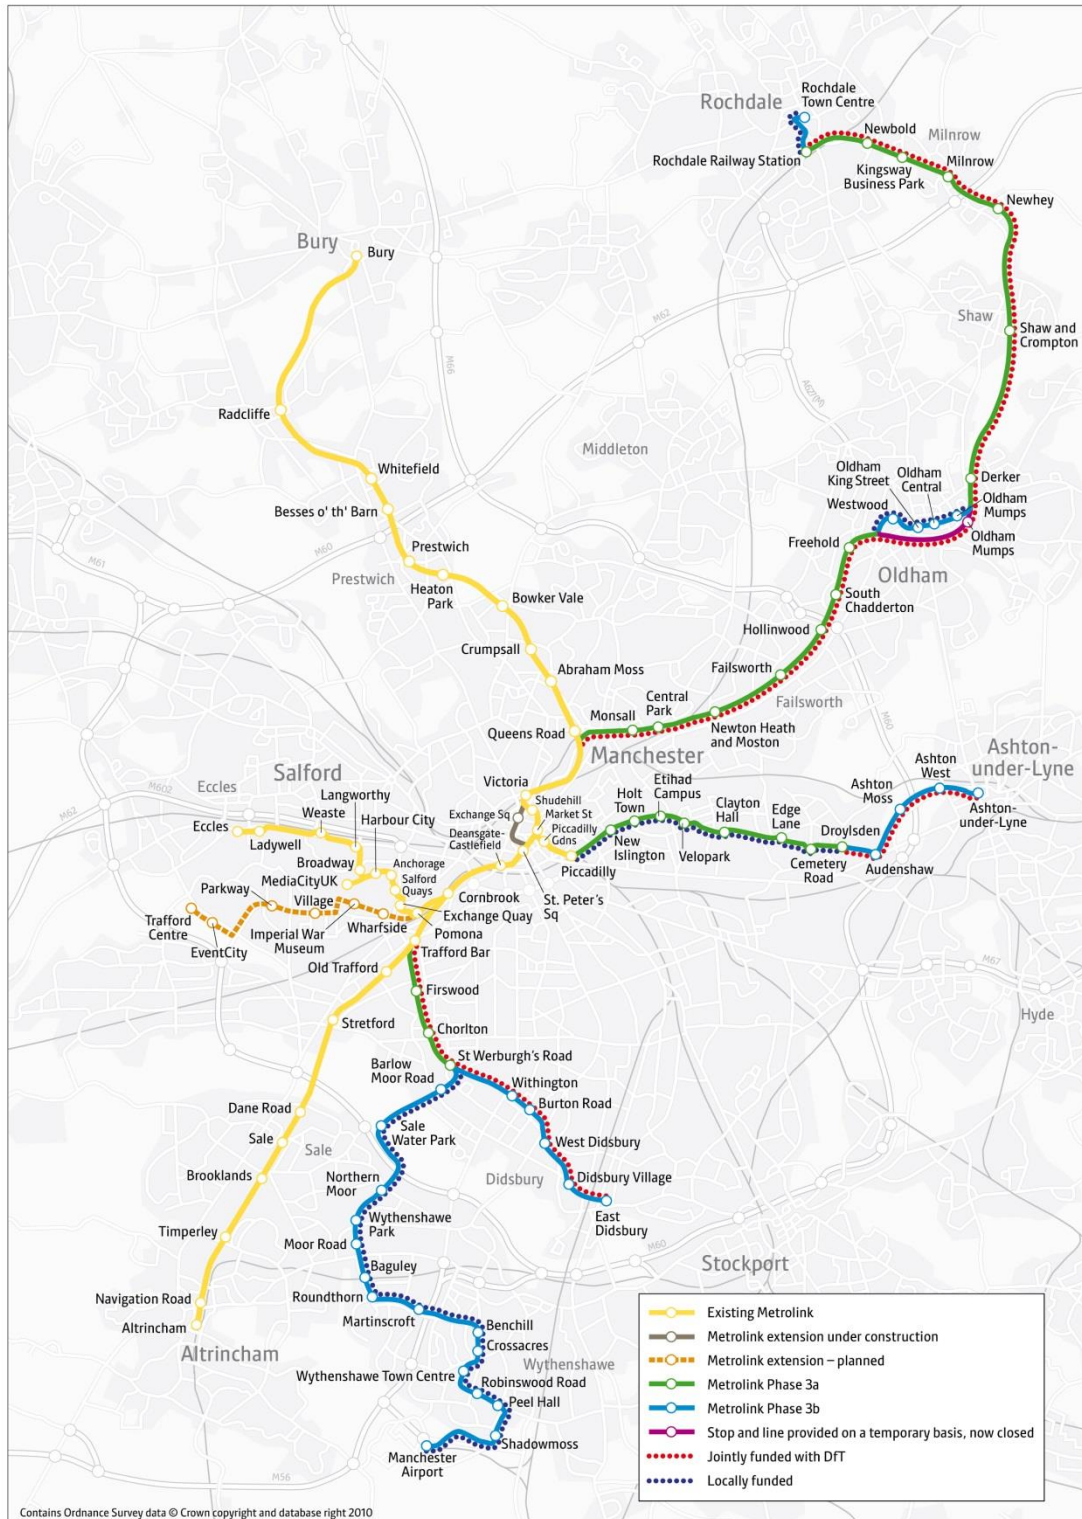 Rochdale
Rochdale
Town Centre
Rochdale Railway Station
Newbold
Milnrow
Kingsway
Business Park
Milnrow
Newhey
Bury
Bury
M66
M62
A627(M)
Shaw
Shaw and
Crompton
Radcliffe
Middleton
Whitefield
Besses o' th' Barn
Prestwich
Prestwich
Heaton
Park
M60
M61
Bowker Vale
Crumpsall
Abraham Moss
Queens Road
Oldham
King Street
Oldham
Central
Westwood
Derker
Oldham
Mumps
Oldham
Mumps
Freehold
Oldham
South
Chadderton
Hollinwood
Failsworth
Failsworth
M60
Monsall
Central
Park
Newton Heath
and Moston
Manchester
Victoria
Exchange Sq
Shudehill
Market St
Deansgate-
Castlefield
Piccadilly
Gdns
Piccadilly
St. Peter's
Sq
Holt
Town
New
Islington
Etihad
Campus
Velopark
Clayton
Hall
Edge
Lane
Cemetery
Road
Droylsden
Audenshaw
Ashton
Moss
Ashton
West
Ashton-
under-Lyne
Ashton-
under-Lyne
Salford
Eccles
M602
M62
Eccles
Ladywell
Weaste
Langworthy
Broadway
Harbour City
MediaCityUK
Anchorage
Salford
Quays
Exchange Quay
Cornbrook
Pomona
Parkway
Village
Trafford
Centre
EventCity
Imperial War
Museum
Wharfside
Trafford Bar
Old Trafford
Firswood
Stretford
Chorlton
St Werburgh's Road
Barlow
Moor Road
Withington
Burton Road
West Didsbury
Didsbury Village
Didsbury
East
Didsbury
M67
Hyde
Dane Road
Sale
Sale
Sale
Water Park
Brooklands
Northern
Moor
Wythenshawe
Park
Timperley
Moor Road
Baguley
Roundthorn
Martinscroft
Navigation Road
Altrincham
Altrincham
Benchill
Crossacres
Wythenshawe
Wythenshawe Town Centre
Robinswood Road
Peel Hall
Shadowmoss
Manchester
Airport
M56
M60
Stockport
Existing Metrolink
Metrolink extension under construction
Metrolink extension – planned
Metrolink Phase 3a
Metrolink Phase 3b
Stop and line provided on a temporary basis, now closed
Jointly funded with DfT
Locally funded
Contains Ordnance Survey data © Crown copyright and database right 2010